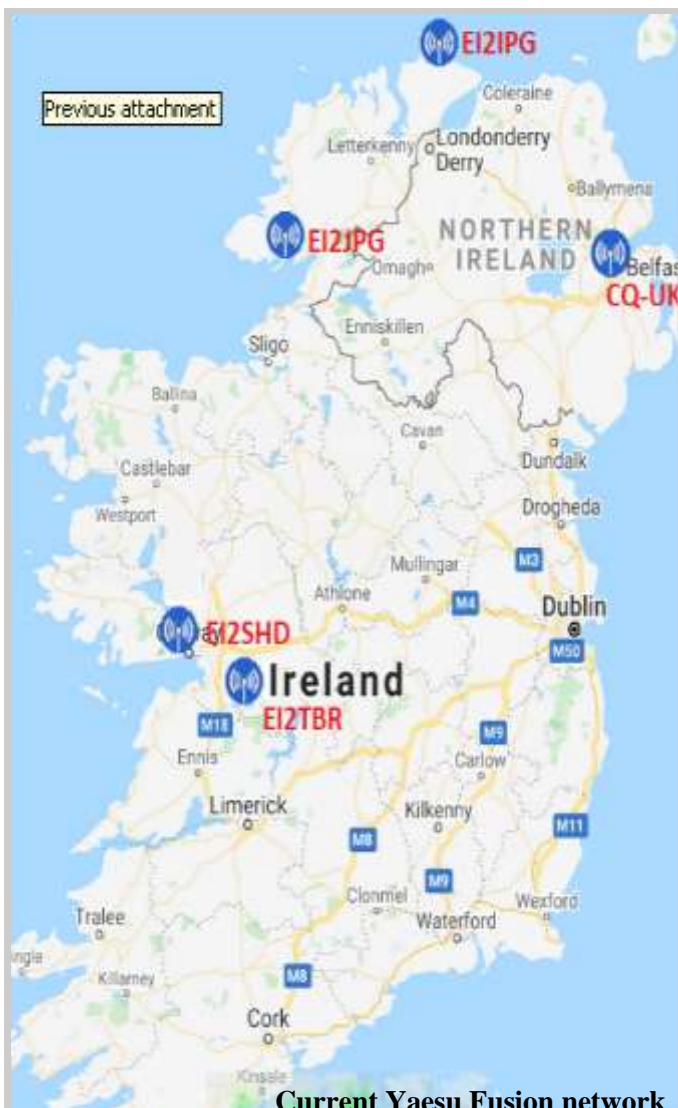 EI2IPG
Coleraine
Previous attachment
Letterkenny
Londonderry
Derry
Ballymena
EI2JPG
NORTHERN
IRELAND
Omagh
Belfas
CQ-UK
Enniskillen
Sligo
Ballina
Cavan
Dundalk
Castlebar
Westport
Drogheda
Mullingar
M3
Athlone
M4
Dublin
EI2SHD
M50
Ireland
EI2TBR
M18
M9
Ennis
Carlow
Limerick
Kilkenny
M11
M8
M9
Clonmel
Wexford
Tralee
Waterford
ingle
Killarney
M8
Cork
Kinsale
Current Yaesu Fusion network